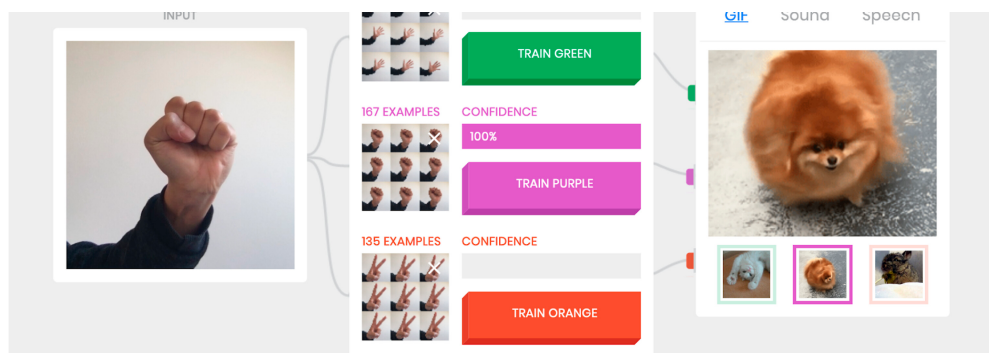 INPUT
TRAIN GREEN
167 EXAMPLES CONFIDENCE
100%
TRAIN PURPLE
135 EXAMPLES CONFIDENCE
TRAIN ORANGE
GIF Sound Speech